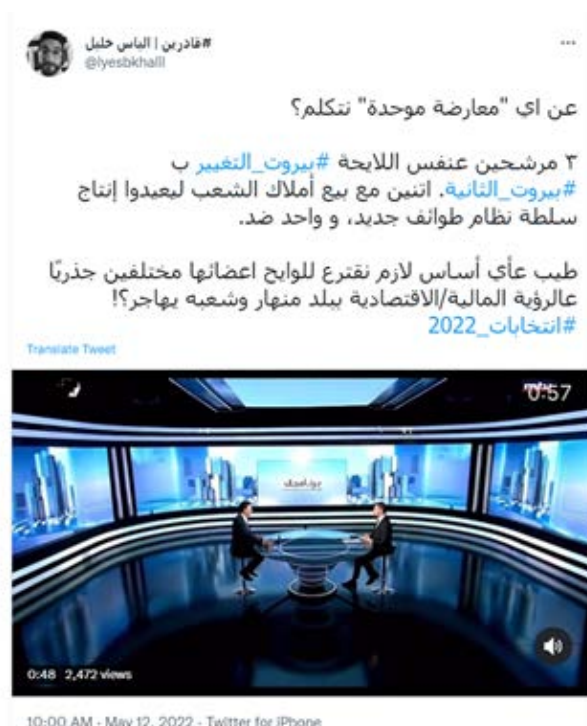 #قادرين | الياس خليل
@lyesbkhalil
عن اي "معارضة موحدة" نتكلم؟
٣ مرشحين عنفس اللايحة #بيروت_التغيير ب
#بيروت_الثانية. اتنين مع بيع أملاك الشعب ليعيدوا إنتاج
سلطة نظام طوائف جديد، و واحد ضد.
طيب عأي أساس لازم نقترع للوايح اعضائها مختلفين جذريًا
عالرؤية المالية/الاقتصادية ببلد منهار وشعبه يهاجر؟!
#انتخابات_2022
Translate Tweet
0:57
0:48 2,472 views
10:00 AM - May 12, 2022 - Twitter for iPhone